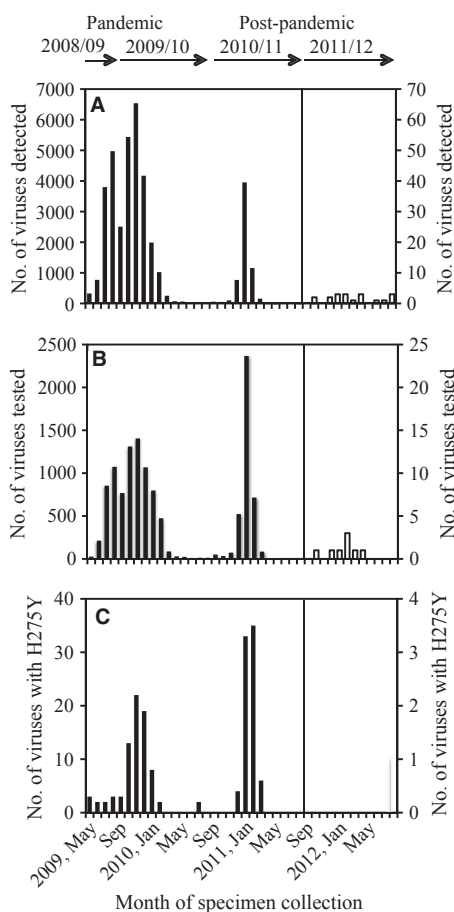 Pandemic Post-pandemic
2008/09 2009/10 2010/11 2011/12
A
No. of viruses detected
7000
6000
5000
4000
3000
2000
1000
0
70
60
50
40
30
20
10
0
No. of viruses detected
B
No. of viruses tested
2500
2000
1500
1000
500
0
25
20
15
10
5
0
No. of viruses tested
C
No. of viruses with H275Y
40
30
20
10
0
4
3
2
1
0
No. of viruses with H275Y
2009, May Sep 2010, Jan May Sep 2011, Jan May Sep 2012, Jan May
Month of specimen collection